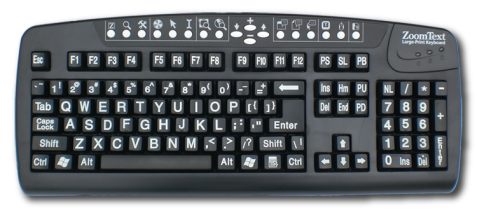 ZoomText
Large-Print Keyboard
Esc F1 F2 F3 F4 F5 F6 F7 F8 F9 F10 F11 F12 PS SL PB
~` 1! 2@ 3# 4$ 5% 6^ 7& 8* 9( 0) -_ =+ Ins Hm PU NL / * -
Tab Q W E R T Y U I O P [{ ]} Del End PD 7 8 9 +
Caps Lock A S D F G H J K L ;: '" Enter 4 5 6
Shift Z X C V B N M ,< .> /? Shift \| 1 2 3 Enter
Ctrl Alt Alt Ctrl 0 Ins Del